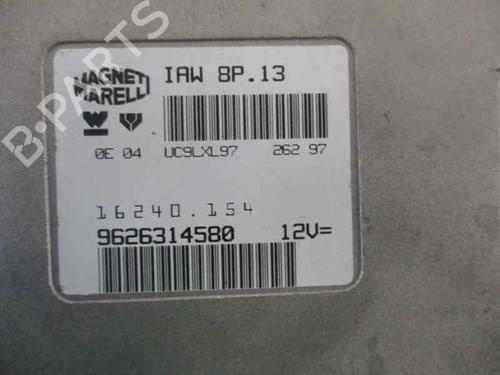 MAGNETI
MARELLI
IAW 8P.13
0E 04 UC9LXL97 262 97
16240.154
9626314580 12V=
B-PARTS